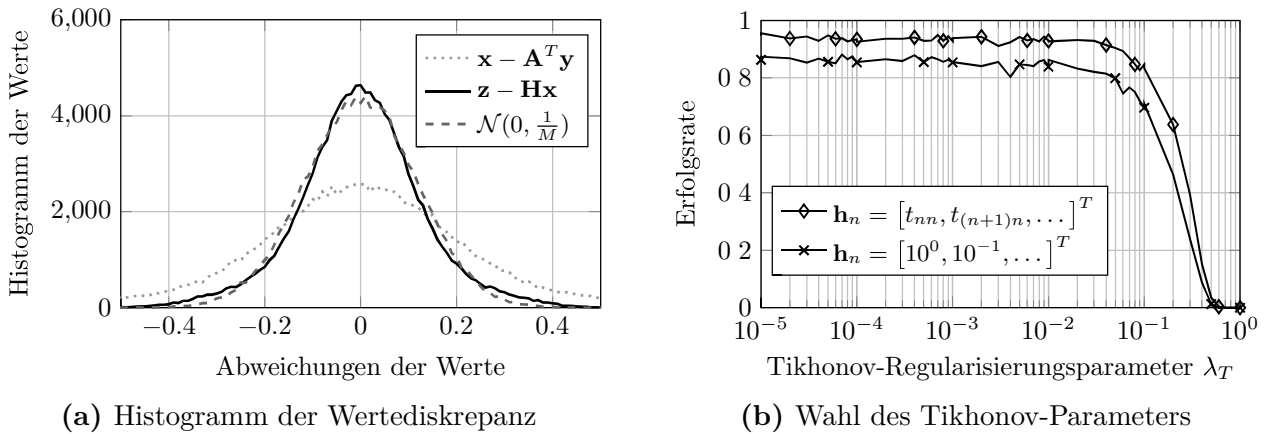 6,000
4,000
2,000
0
−0.4 −0.2 0 0.2 0.4
Histogramm der Werte
Abweichungen der Werte
x − A^T y
z − Hx
N(0, 1/M)
(a) Histogramm der Wertediskrepanz
1
0 8
0 6
0 4
0 2
0
10^−5 10^−4 10^−3 10^−2 10^−1 10^0
Erfolgsrate
Tikhonov-Regularisierungsparameter λ_T
h_n = [t_nn, t_(n+1)n, . . . ]^T
h_n = [10^0, 10^−1, . . . ]^T
(b) Wahl des Tikhonov-Parameters